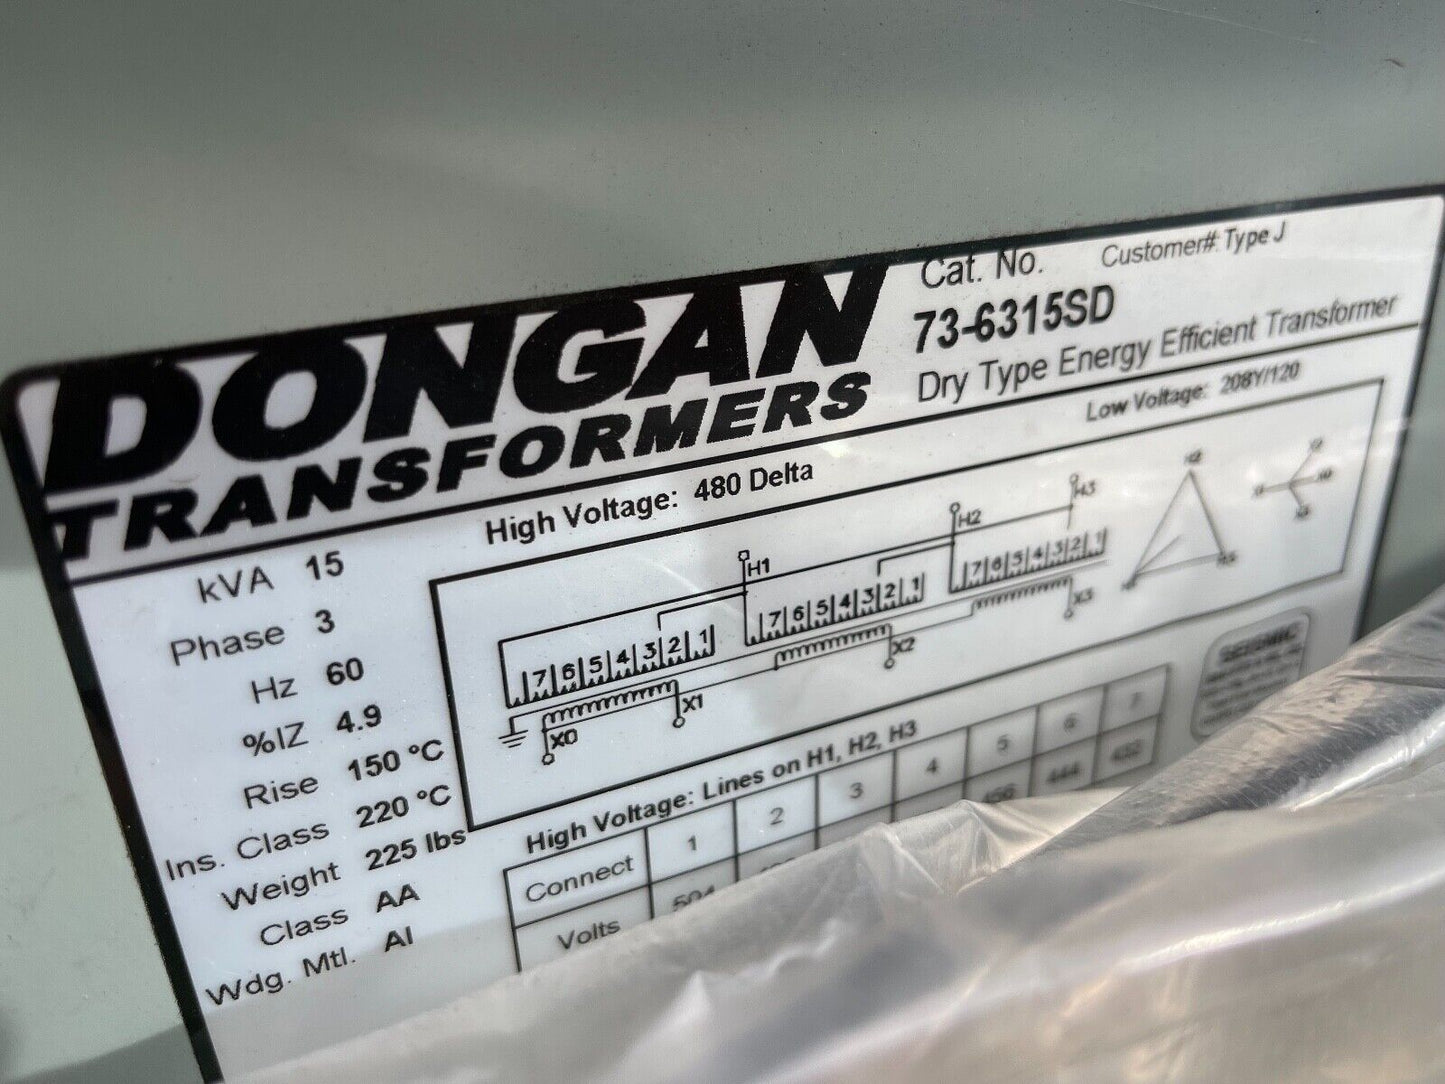 DONGAN
TRANSFORMERS
Cat. No.
Customer#: Type J
73-6315SD
Dry Type Energy Efficient Transformer
High Voltage: 480 Delta
Low Voltage: 208Y/120
kVA 15
Phase 3
Hz 60
%IZ 4.9
Rise 150 °C
Ins. Class 220 °C
Weight 225 lbs
Class AA
Wdg. Mtl. Al
H1 H2 H3
7 6 5 4 3 2 1
7 6 5 4 3 2 1
7 6 5 4 3 2 1
X0 X1 X2 X3
High Voltage: Lines on H1, H2, H3
Connect 1 2 3 4 5 6 7
Volts 504 456 444 432
SEISMIC